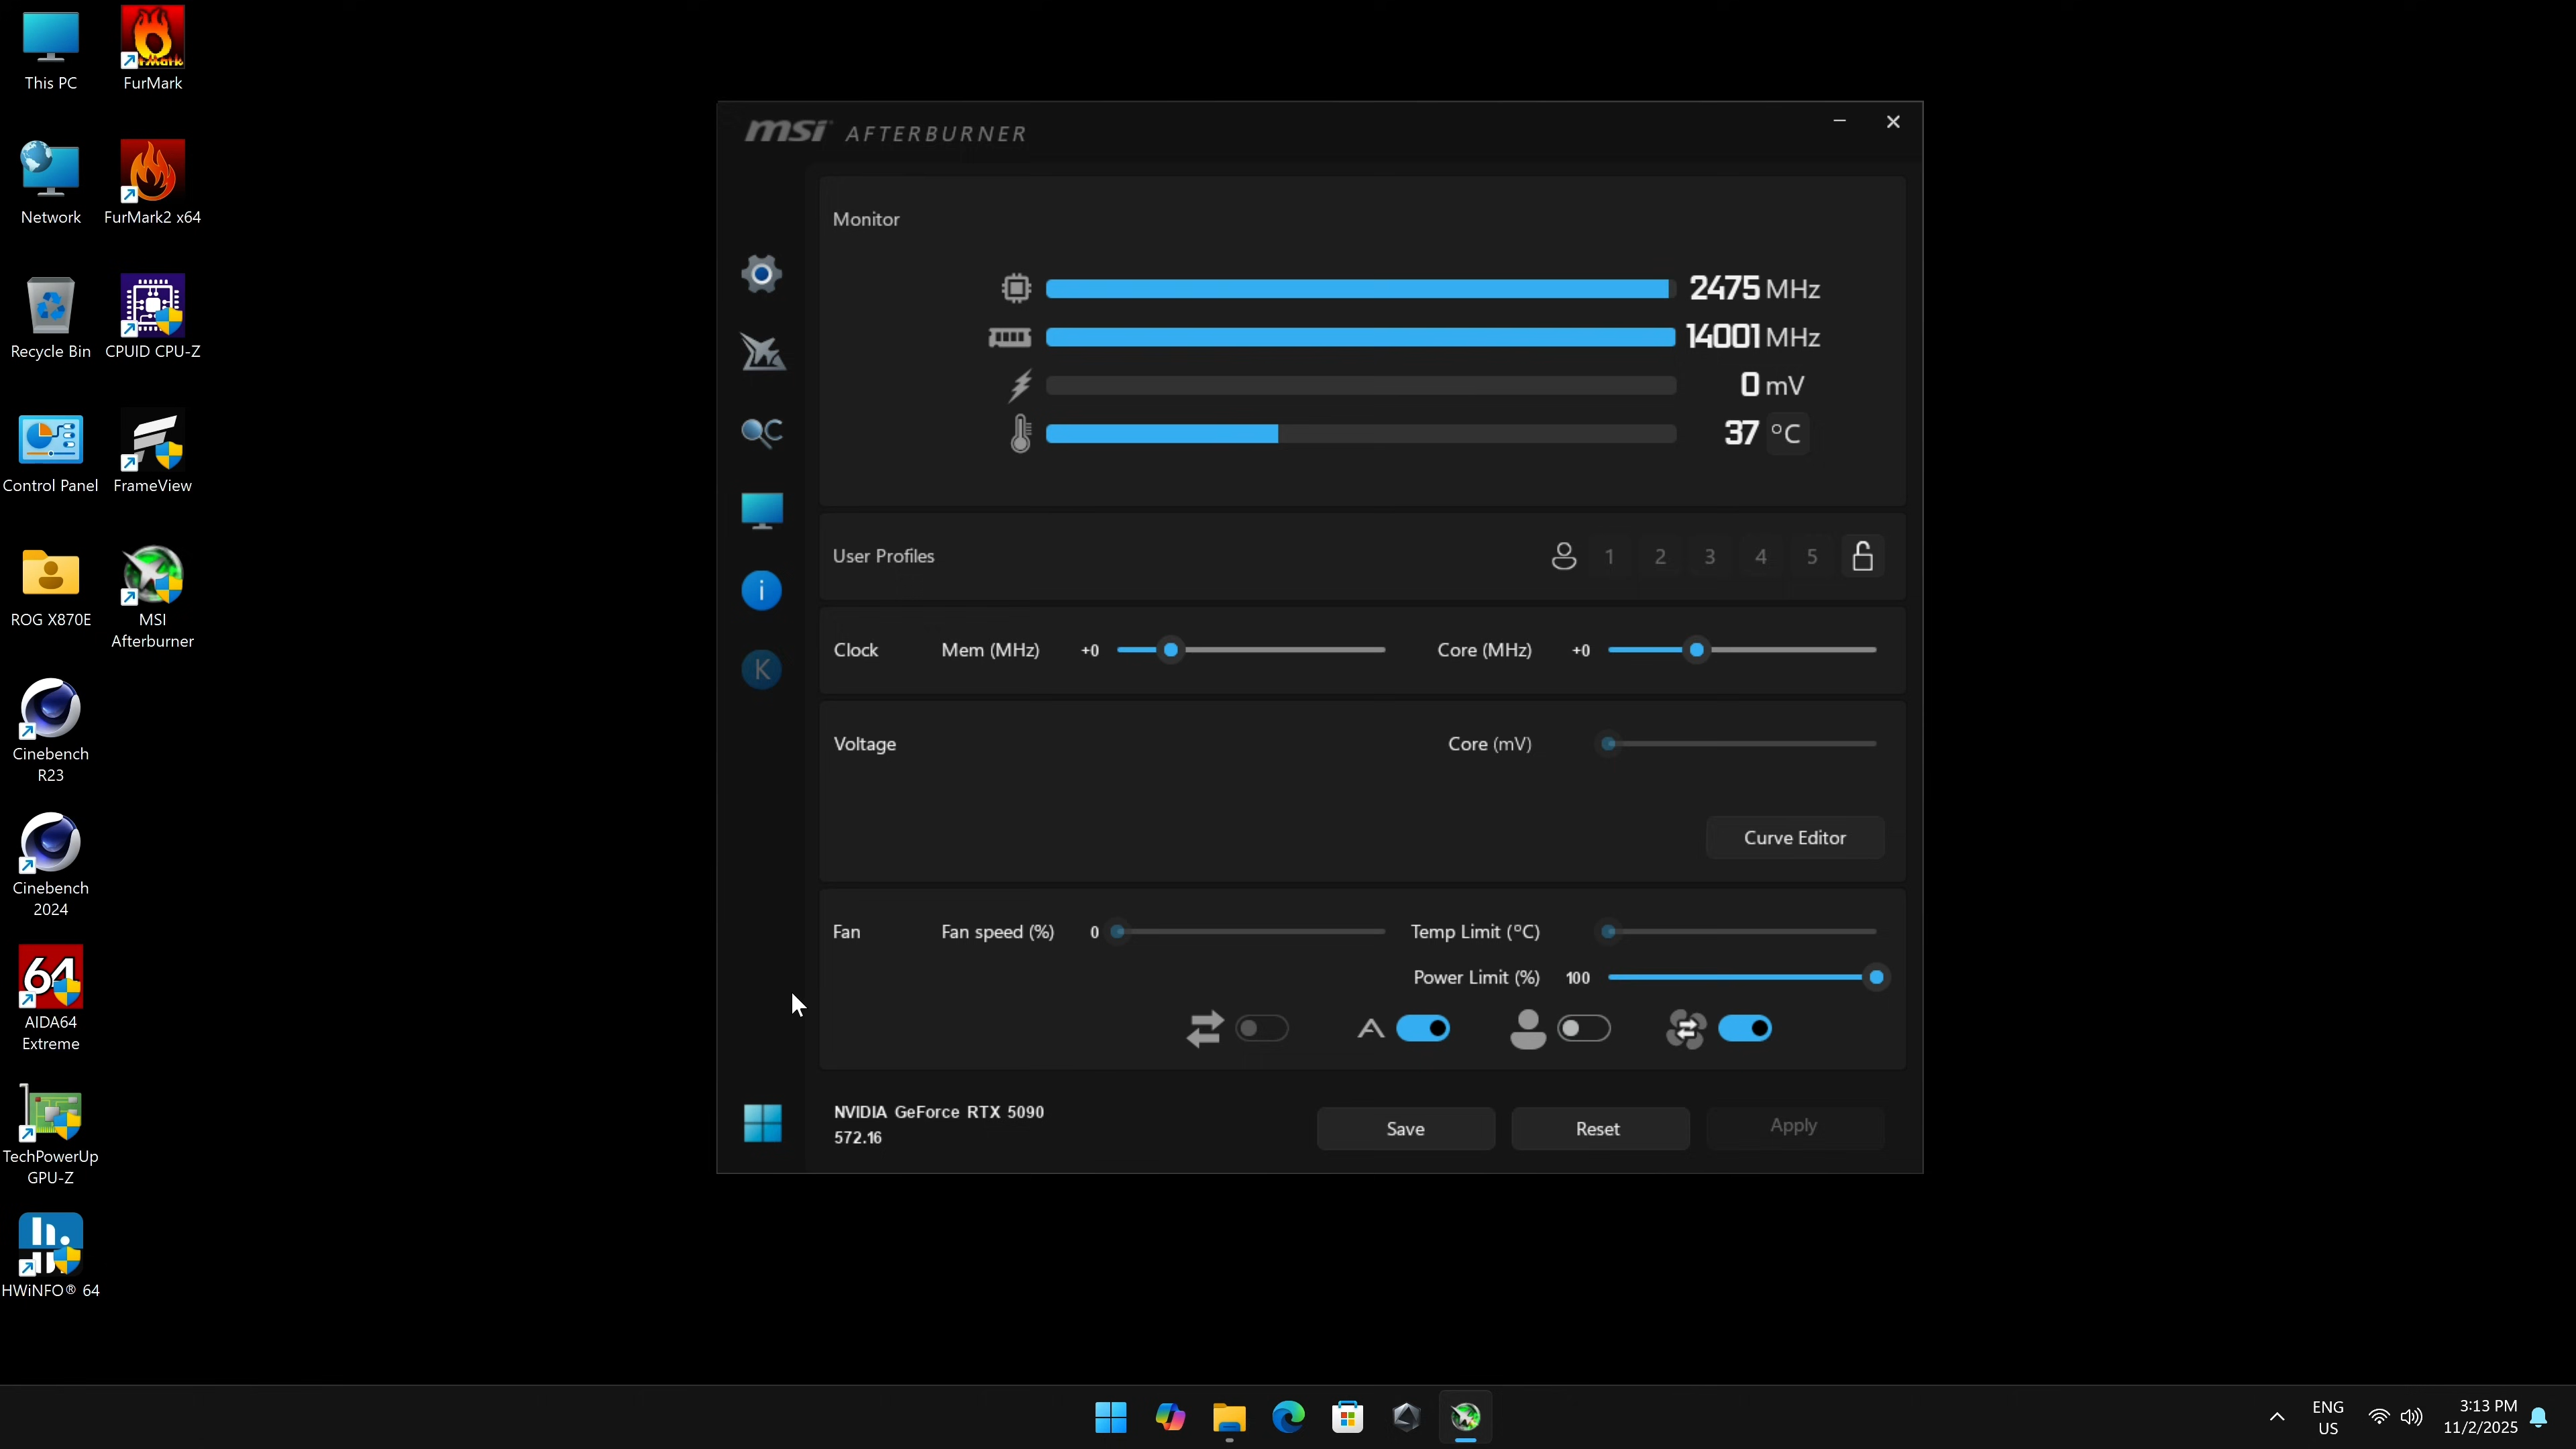 This PC
FurMark
Network
FurMark2 x64
Recycle Bin
CPUID CPU-Z
Control Panel
FrameView
ROG X870E
MSI
Afterburner
Cinebench
R23
Cinebench
2024
64
AIDA64
Extreme
TechPowerUp
GPU-Z
HWiNFO® 64
msi AFTERBURNER
Monitor
2475 MHz
14001 MHz
0 mV
37 °C
User Profiles
1 2 3 4 5
Clock Mem (MHz) +0 Core (MHz) +0
Voltage Core (mV)
Curve Editor
Fan Fan speed (%) 0 Temp Limit (°C)
Power Limit (%) 100
A
K
NVIDIA GeForce RTX 5090
572.16
Save Reset Apply
ENG
US
3:13 PM
11/2/2025